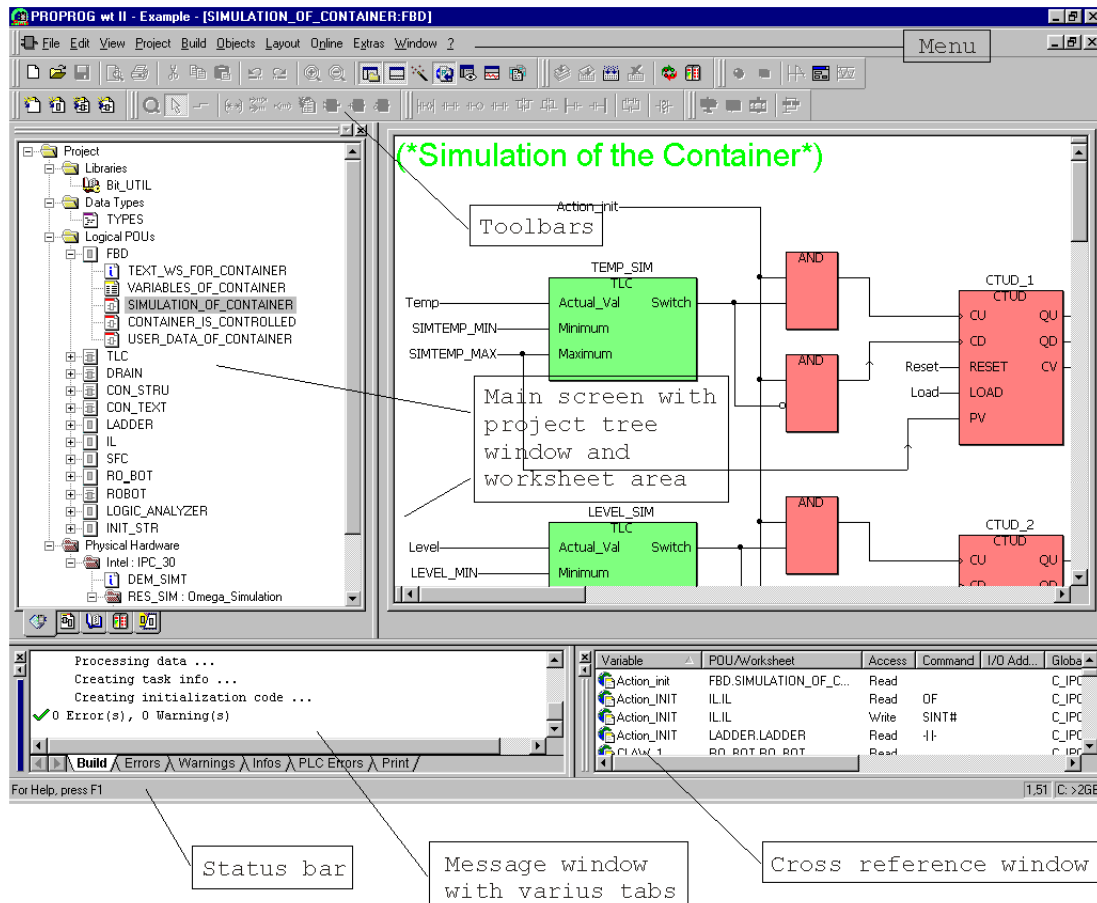 PROPROG wt II - Example - [SIMULATION_OF_CONTAINER:FBD]
File Edit View Project Build Objects Layout Online Extras Window ?
Menu
Project
Libraries
Bit_UTIL
Data Types
TYPES
Logical POUs
FBD
TEXT_WS_FOR_CONTAINER
VARIABLES_OF_CONTAINER
SIMULATION_OF_CONTAINER
CONTAINER_IS_CONTROLLED
USER_DATA_OF_CONTAINER
TLC
DRAIN
CON_STRU
CON_TEXT
LADDER
IL
SFC
RO_BOT
ROBOT
LOGIC_ANALYZER
INIT_STR
Physical Hardware
Intel : IPC_30
DEM_SIMT
RES_SIM : Omega_Simulation
(*Simulation of the Container*)
Action_init
Toolbars
TEMP_SIM
TLC
Temp Actual_Val Switch
SIMTEMP_MIN Minimum
SIMTEMP_MAX Maximum
AND
AND
CTUD_1
CTUD
CU QU
CD QD
Reset RESET CV
Load LOAD
PV
Main screen with
project tree
window and
worksheet area
LEVEL_SIM
TLC
Level Actual_Val Switch
LEVEL_MIN Minimum
AND
CTUD_2
CTUD
CU QU
CD QD
Processing data ...
Creating task info ...
Creating initialization code ...
0 Error(s), 0 Warning(s)
Build Errors Warnings Infos PLC Errors Print
Variable POU/Worksheet Access Command I/O Add... Globa
Action_init FBD.SIMULATION_OF_C... Read C_IPC
Action_INIT IL.IL Read OF C_IPC
Action_INIT IL.IL Write SINT# C_IPC
Action_INIT LADDER.LADDER Read -| |- C_IPC
CLAW_1 RO_BOT.RO_BOT Read C_IPC
For Help, press F1
1,51 C: >2GB
Status bar
Message window
with varius tabs
Cross reference window